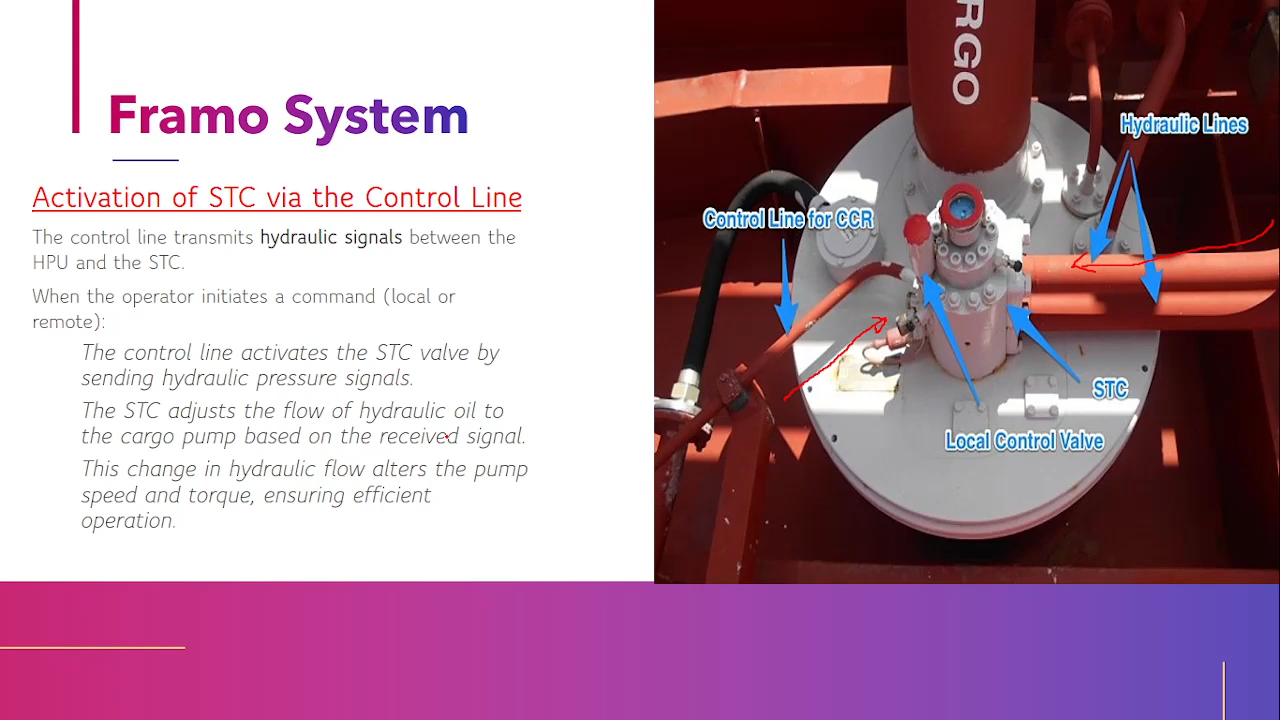 Framo System
Activation of STC via the Control Line
The control line transmits hydraulic signals between the
HPU and the STC.
When the operator initiates a command (local or
remote):
The control line activates the STC valve by
sending hydraulic pressure signals.
The STC adjusts the flow of hydraulic oil to
the cargo pump based on the received signal.
This change in hydraulic flow alters the pump
speed and torque, ensuring efficient
operation.
RGO
Hydraulic Lines
Control Line for CCR
STC
Local Control Valve